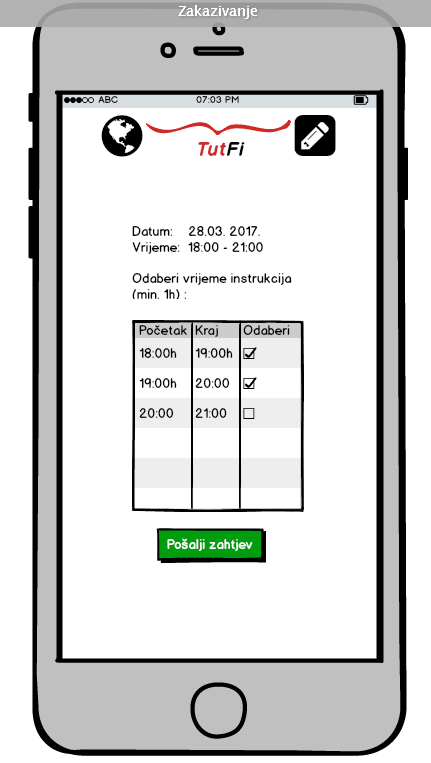 Zakazivanje
ABC 07:03 PM
TutFi
Datum: 28.03. 2017.
Vrijeme: 18:00 - 21:00
Odaberi vrijeme instrukcija
(min. 1h) :
Početak Kraj Odaberi
18:00h 19:00h
19:00h 20:00
20:00 21:00
Pošalji zahtjev